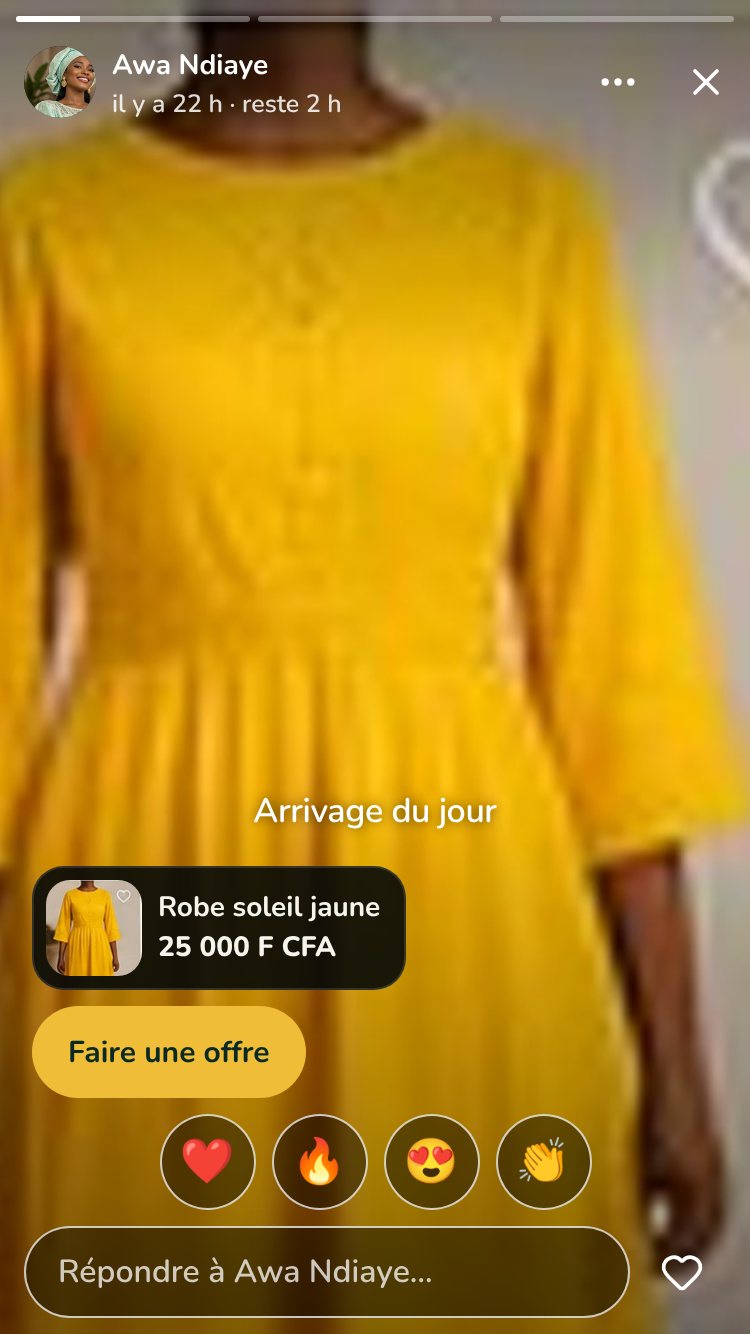 Awa Ndiaye
il y a 22 h · reste 2 h
Arrivage du jour
Robe soleil jaune
25 000 F CFA
Faire une offre
Répondre à Awa Ndiaye...